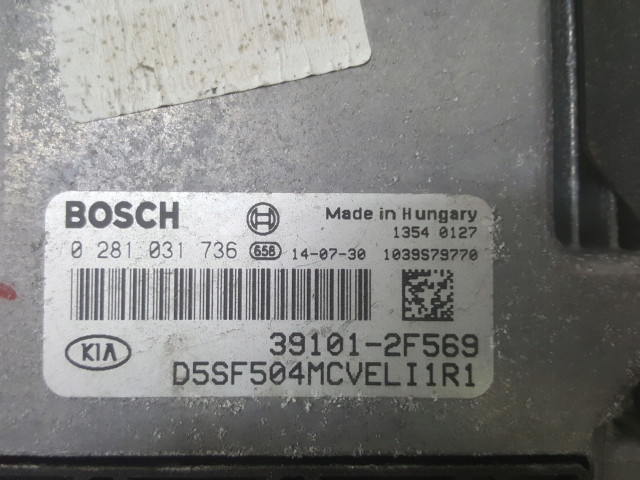 BOSCH
Made in Hungary
1354 0127
0 281 031 736 656 14-07-30 1039S79770
KIA
39101-2F569
D5SF504MCVELI1R1